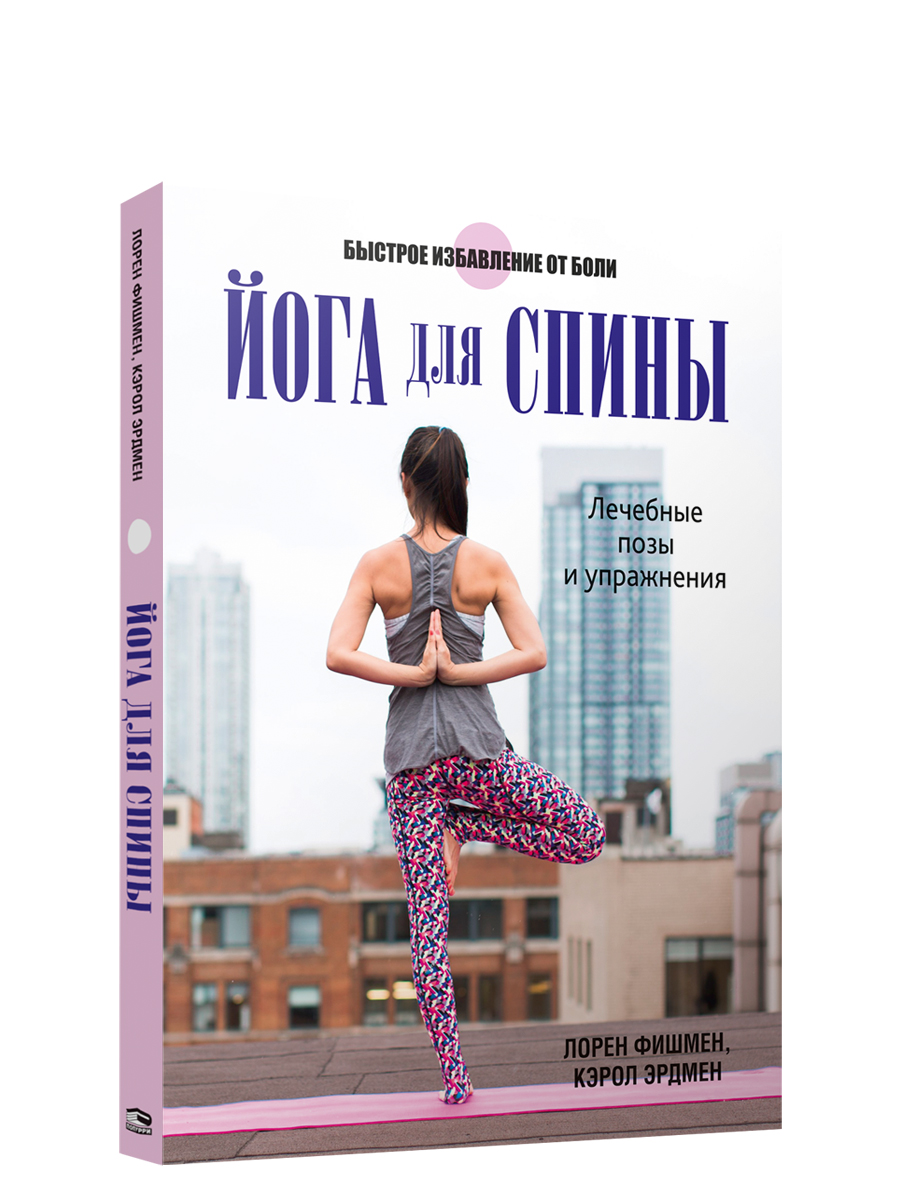 ЛОРЕН ФИШМЕН, КЭРОЛ ЭРДМЕН
ЙОГА ДЛЯ СПИНЫ
ПОПУРРИ
БЫСТРОЕ ИЗБАВЛЕНИЕ ОТ БОЛИ
ЙОГА ДЛЯ СПИНЫ
Лечебные
позы
и упражнения
ЛОРЕН ФИШМЕН,
КЭРОЛ ЭРДМЕН